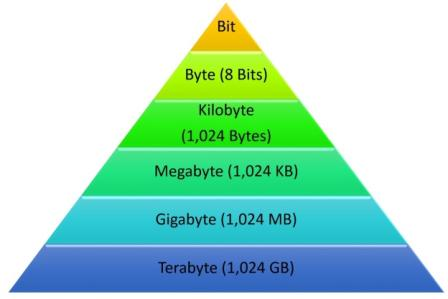 Bit
Byte (8 Bits)
Kilobyte
(1,024 Bytes)
Megabyte (1,024 KB)
Gigabyte (1,024 MB)
Terabyte (1,024 GB)